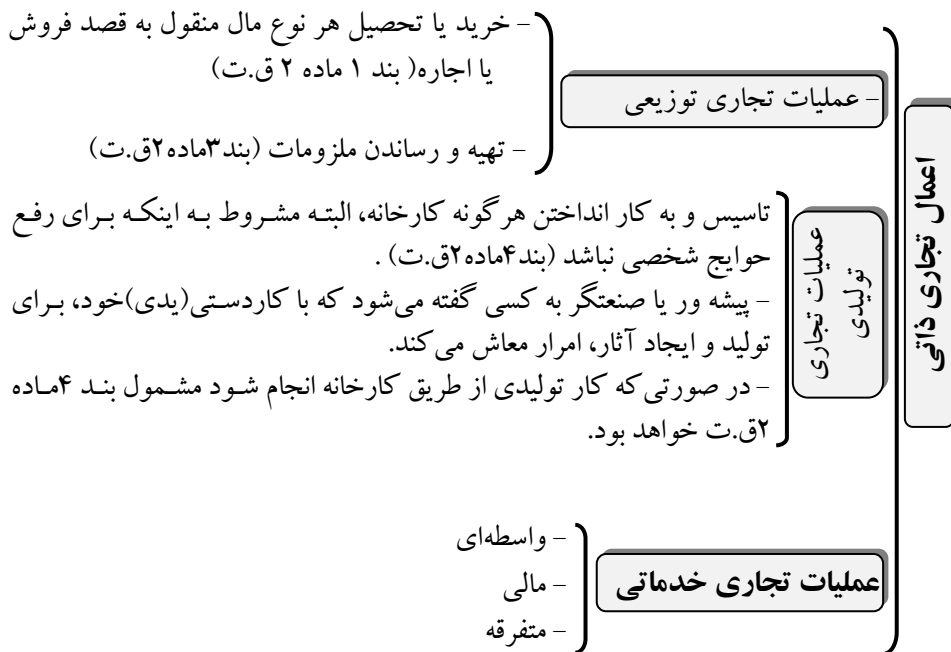 اعمال تجاری ذاتی
- عملیات تجاری توزیعی
- خرید یا تحصیل هر نوع مال منقول به قصد فروش
یا اجاره( بند ۱ ماده ۲ ق.ت)
- تهیه و رساندن ملزومات (بند۳ماده۲ق.ت)
عملیات تجاری
تولیدی
تاسیس و به کار انداختن هرگونه کارخانه، البته مشروط به اینکه برای رفع
حوایج شخصی نباشد (بند۴ماده۲ق.ت) .
- پیشه ور یا صنعتگر به کسی گفته می‌شود که با کاردستی(یدی)خود، برای
تولید و ایجاد آثار، امرار معاش می‌کند.
- در صورتی‌که کار تولیدی از طریق کارخانه انجام شود مشمول بند ۴ماده
۲ق.ت خواهد بود.
عملیات تجاری خدماتی
- واسطه‌ای
- مالی
- متفرقه